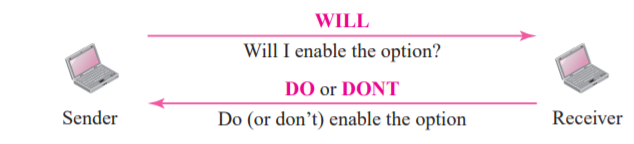 WILL
Will I enable the option?
DO or DONT
Sender
Do (or don’t) enable the option
Receiver